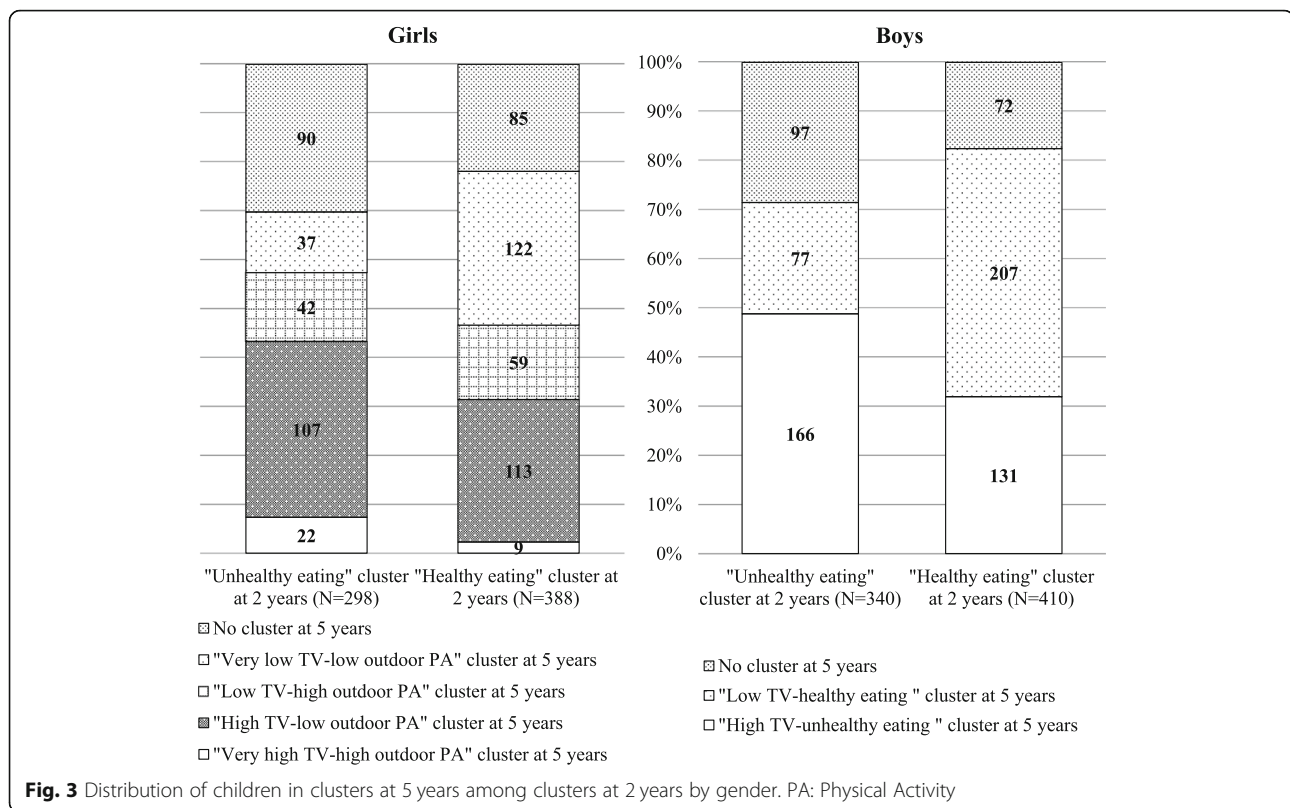 Girls
90
37
42
107
22
85
122
59
113
9
"Unhealthy eating" cluster
at 2 years (N=298)
"Healthy eating" cluster at
2 years (N=388)
No cluster at 5 years
"Very low TV-low outdoor PA" cluster at 5 years
"Low TV-high outdoor PA" cluster at 5 years
"High TV-low outdoor PA" cluster at 5 years
"Very high TV-high outdoor PA" cluster at 5 years
Boys
100%
90%
80%
70%
60%
50%
40%
30%
20%
10%
0%
97
77
166
72
207
131
"Unhealthy eating"
cluster at 2 years (N=340)
"Healthy eating" cluster
at 2 years (N=410)
No cluster at 5 years
"Low TV-healthy eating " cluster at 5 years
"High TV-unhealthy eating " cluster at 5 years
Fig. 3 Distribution of children in clusters at 5 years among clusters at 2 years by gender. PA: Physical Activity